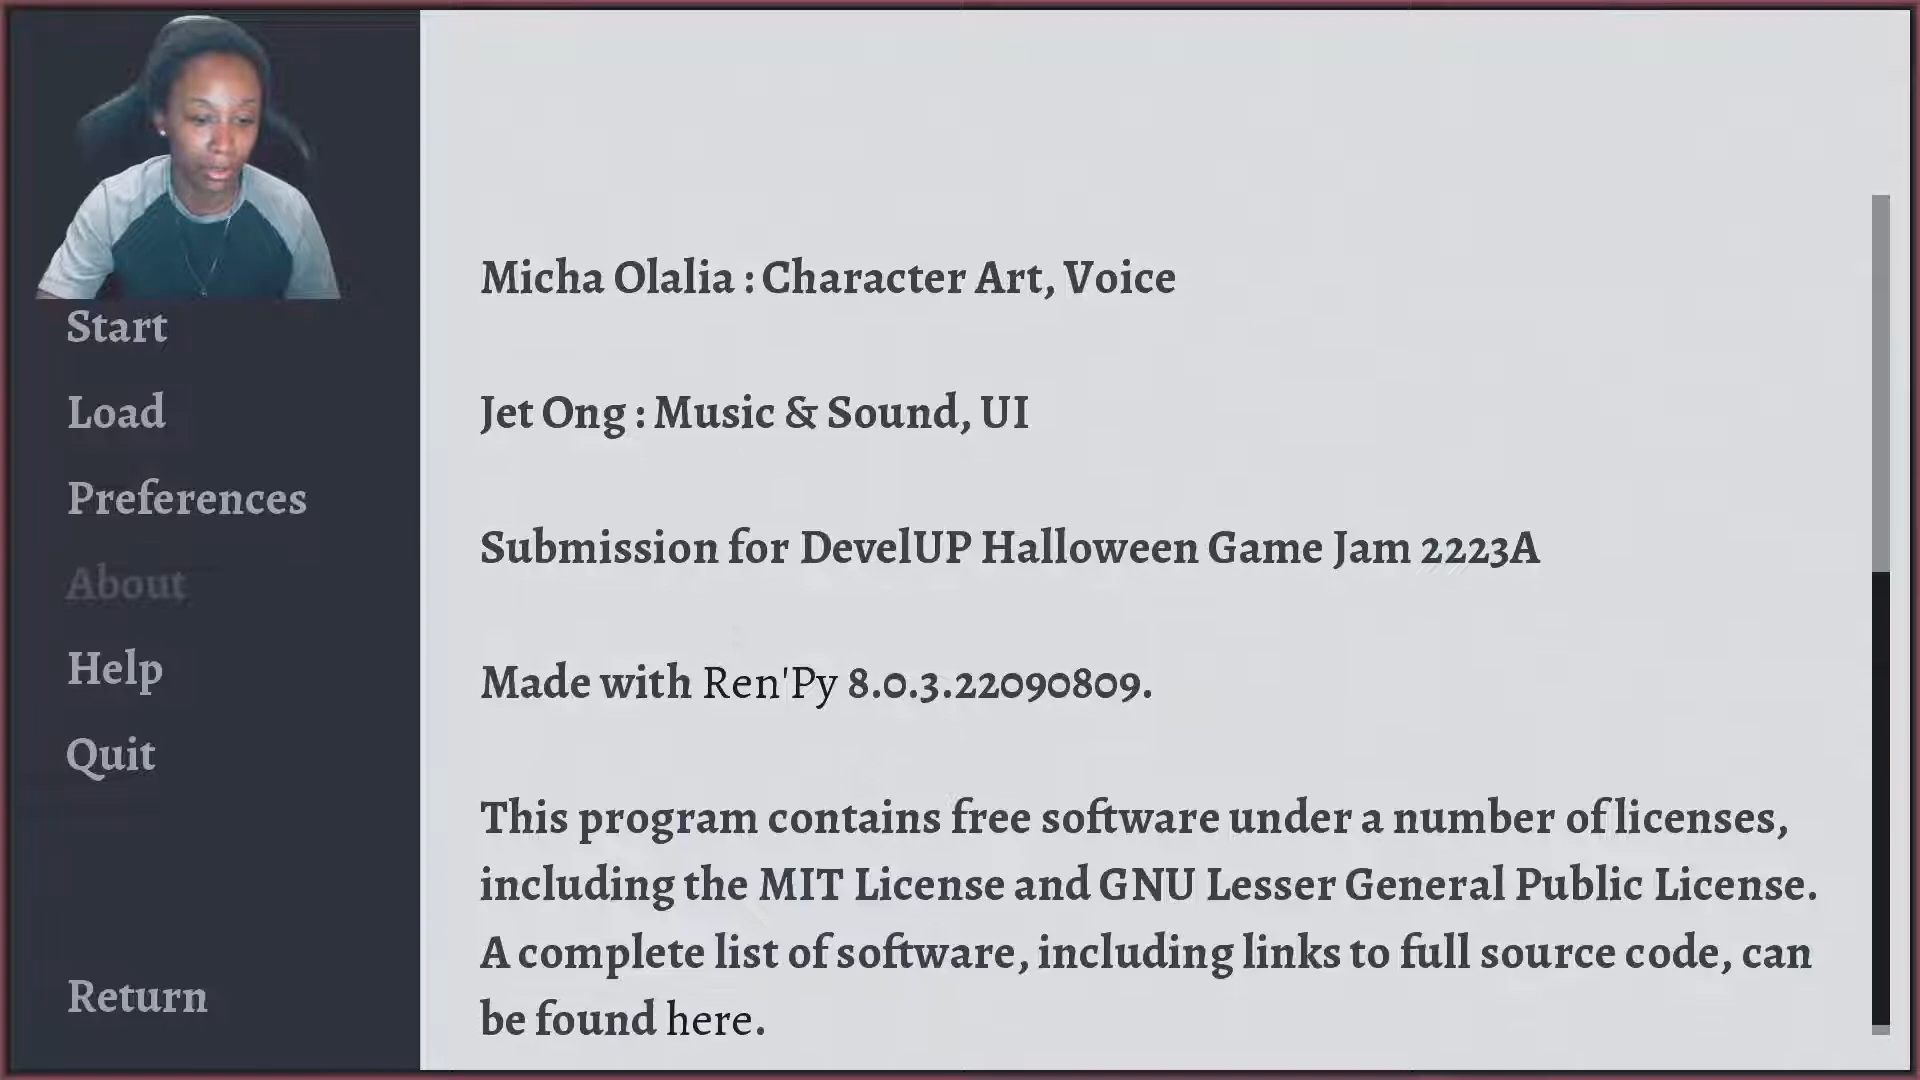 Start
Load
Preferences
About
Help
Quit
Return
Micha Olalia : Character Art, Voice
Jet Ong : Music & Sound, UI
Submission for DevelUP Halloween Game Jam 2223A
Made with Ren'Py 8.0.3.22090809.
This program contains free software under a number of licenses,
including the MIT License and GNU Lesser General Public License.
A complete list of software, including links to full source code, can
be found here.